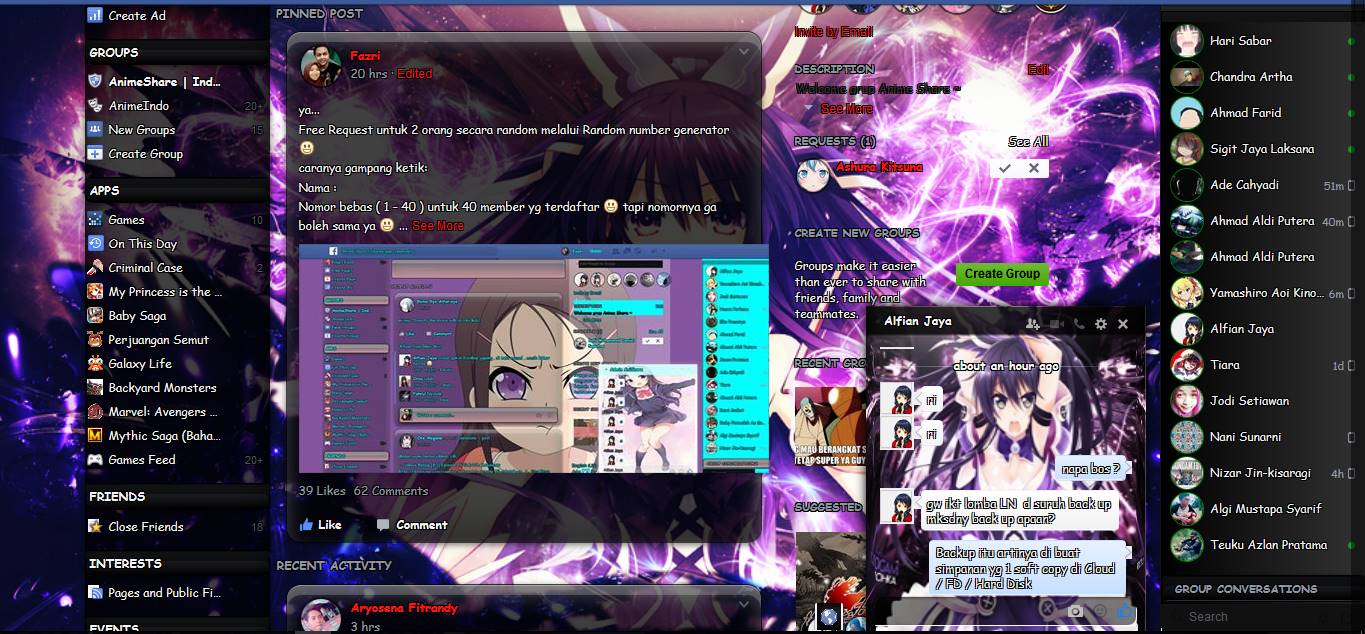 Create Ad
GROUPS
AnimeShare | Ind...
AnimeIndo 20+
New Groups 15
Create Group
APPS
Games 10
On This Day
Criminal Case 2
My Princess is the ...
Baby Saga
Perjuangan Semut
Galaxy Life
Backyard Monsters
Marvel: Avengers ...
Mythic Saga (Baha...
Games Feed 20+
FRIENDS
Close Friends 18
INTERESTS
Pages and Public Fi...
EVENTS
PINNED POST
Fazri
20 hrs · Edited
ya...
Free Request untuk 2 orang secara random melalui Random number generator
🙂
caranya gampang ketik:
Nama :
Nomor bebas ( 1 - 40 ) untuk 40 member yg terdaftar 🙂 tapi nomornya ga
boleh sama ya 🙂 ... See More
39 Likes 62 Comments
Like Comment
RECENT ACTIVITY
Aryosena Fitrandy
3 hrs
Invite by Email
DESCRIPTION Edit
Welcome grup Anime Share ~
See More
REQUESTS (1) See All
Ashura Kitsuna
CREATE NEW GROUPS
Groups make it easier
than ever to share with
friends, family and
teammates.
Create Group
RECENT GRO
MAU BERANGKAT S
ETAP SUPER YA GUY
SUGGESTED
Alfian Jaya
about an hour ago
ri
ri
napa bos ?
gw ikt lomba LN d suruh back up
mksdny back up apaan?
Backup itu artinya di buat
simpanan yg 1 soft copy di Cloud
/ FD / Hard Disk
Hari Sabar
Chandra Artha
Ahmad Farid
Sigit Jaya Laksana
Ade Cahyadi 51m
Ahmad Aldi Putera 40m
Ahmad Aldi Putera
Yamashiro Aoi Kino... 6m
Alfian Jaya
Tiara 1d
Jodi Setiawan
Nani Sunarni
Nizar Jin-kisaragi 4h
Algi Mustapa Syarif
Teuku Azlan Pratama
GROUP CONVERSATIONS
Search